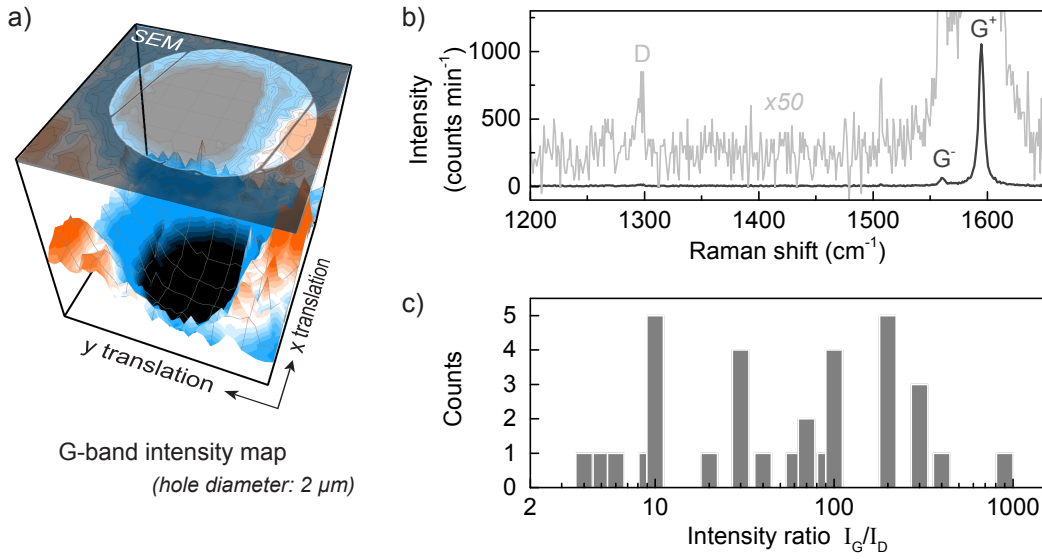 a)
SEM
x translation
y translation
G-band intensity map
(hole diameter: 2 μm)
b)
Intensity
(counts min⁻¹)
1000
500
0
D
x50
G⁻
G⁺
1200
1300
1400
1500
1600
Raman shift (cm⁻¹)
c)
Counts
5
4
3
2
1
0
2
10
100
1000
Intensity ratio I_G/I_D